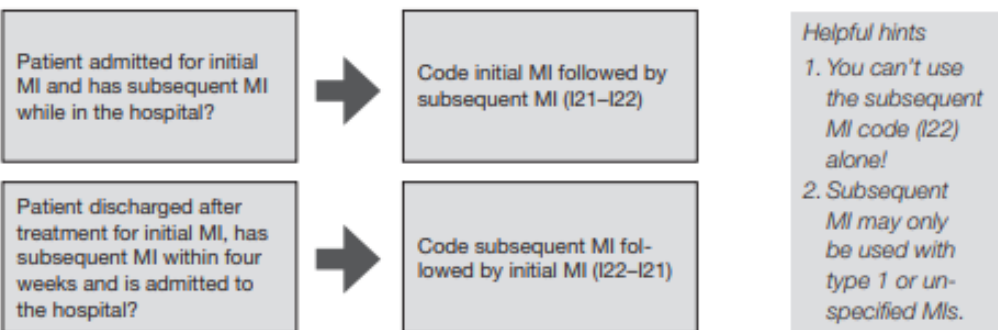 Patient admitted for initial
MI and has subsequent MI
while in the hospital?
Code initial MI followed by
subsequent MI (I21–I22)
Patient discharged after
treatment for initial MI, has
subsequent MI within four
weeks and is admitted to
the hospital?
Code subsequent MI fol-
lowed by initial MI (I22–I21)
Helpful hints
1. You can't use
the subsequent
MI code (I22)
alone!
2. Subsequent
MI may only
be used with
type 1 or un-
specified MIs.